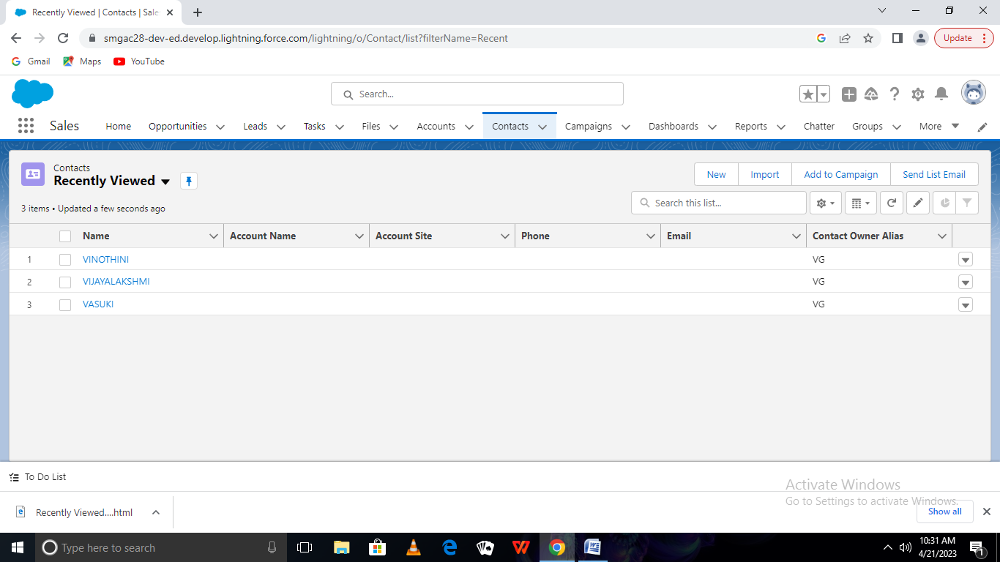 Recently Viewed | Contacts | Sale
smgac28-dev-ed.develop.lightning.force.com/lightning/o/Contact/list?filterName=Recent
Update
Gmail Maps YouTube
Search...
Sales Home Opportunities Leads Tasks Files Accounts Contacts Campaigns Dashboards Reports Chatter Groups More
Contacts
Recently Viewed
New Import Add to Campaign Send List Email
3 items • Updated a few seconds ago
Search this list...
Name Account Name Account Site Phone Email Contact Owner Alias
1 VINOTHINI VG
2 VIJAYALAKSHMI VG
3 VASUKI VG
To Do List
Activate Windows
Go to Settings to activate Windows.
Recently Viewed....html
Show all
Type here to search
10:31 AM
4/21/2023
1